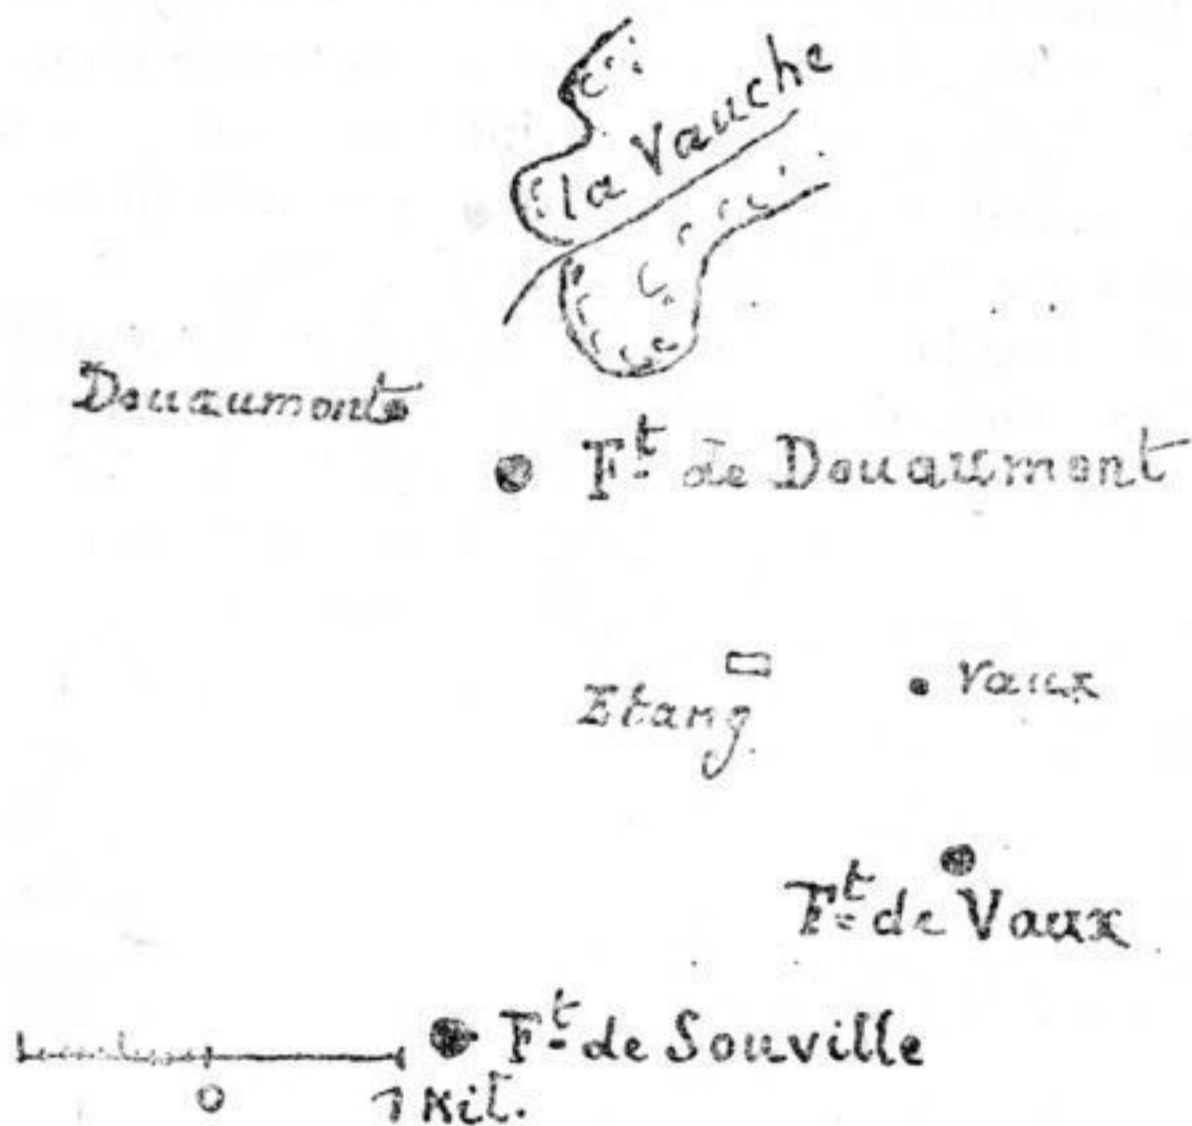 la Vauche
Douaumont
Fᵗ de Douaumont
Etang
Vaux
Fᵗ de Vaux
Fᵗ de Souville
0 1 Kil.